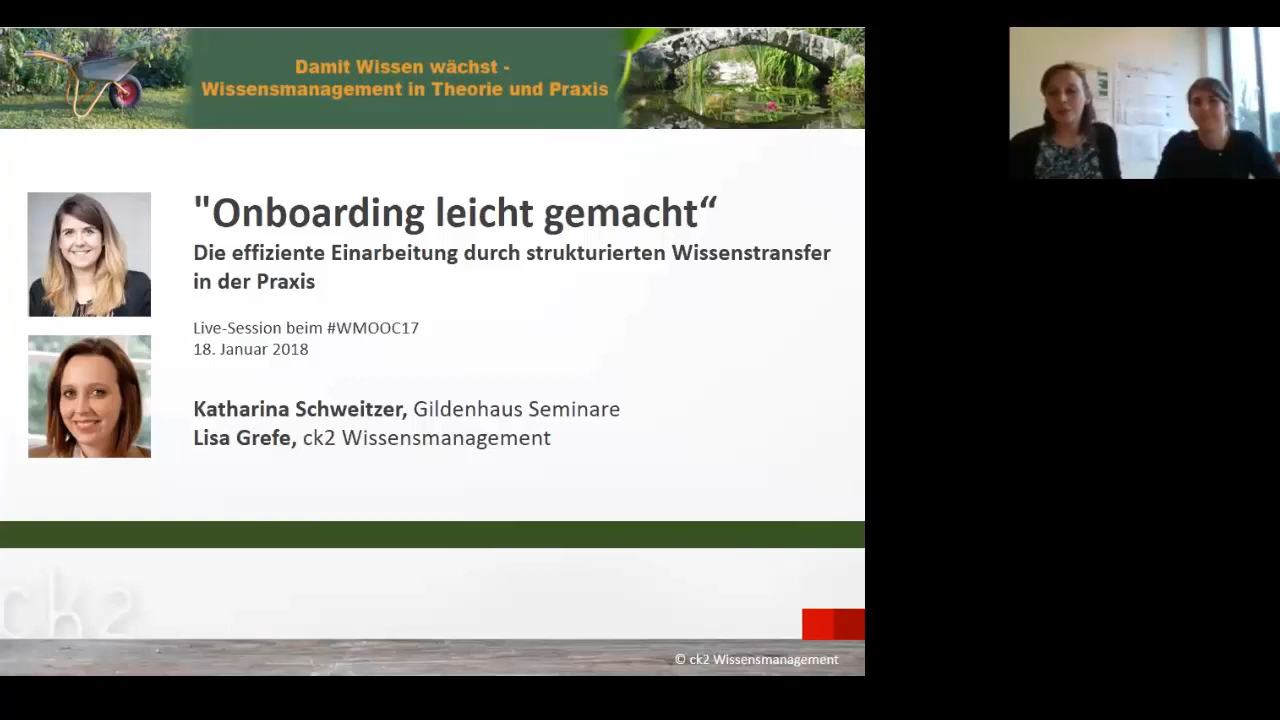 Damit Wissen wächst -
Wissensmanagement in Theorie und Praxis
"Onboarding leicht gemacht“
Die effiziente Einarbeitung durch strukturierten Wissenstransfer
in der Praxis
Live-Session beim #WMOOC17
18. Januar 2018
Katharina Schweitzer, Gildenhaus Seminare
Lisa Grefe, ck2 Wissensmanagement
ck2
© ck2 Wissensmanagement